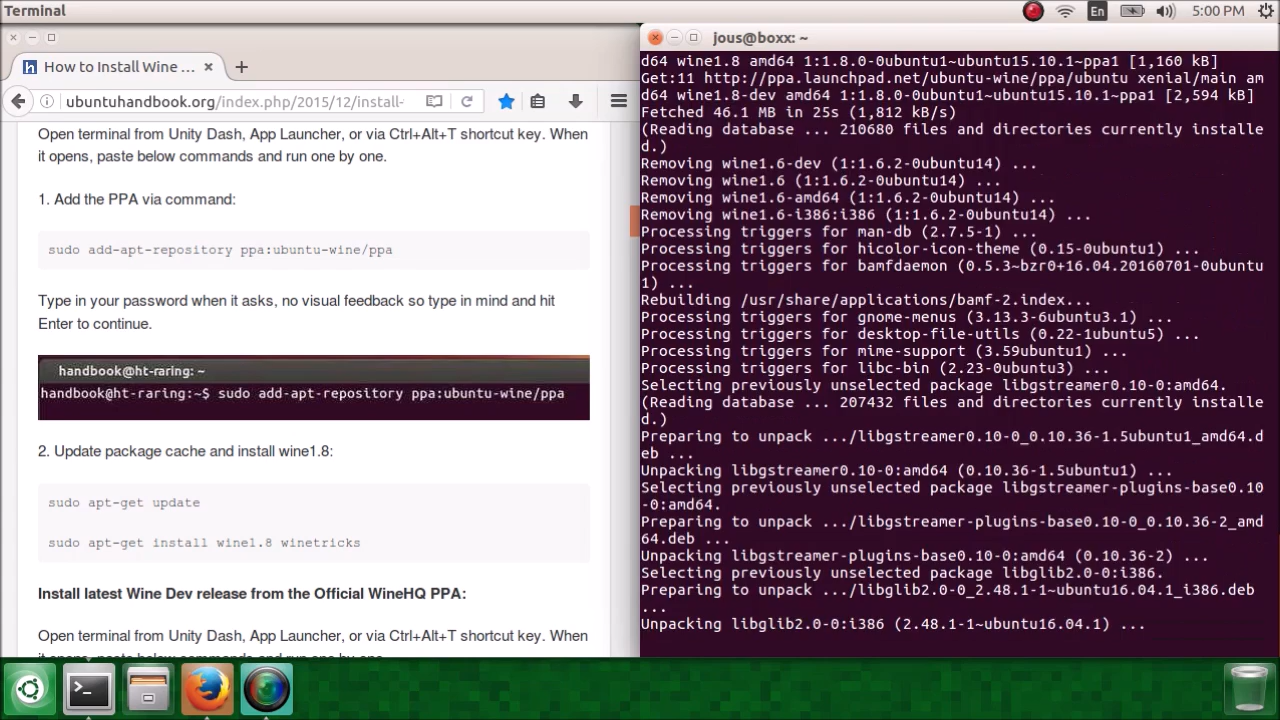 Terminal
En
5:00 PM
How to Install Wine ...
ubuntuhandbook.org/index.php/2015/12/install-
Open terminal from Unity Dash, App Launcher, or via Ctrl+Alt+T shortcut key. When
it opens, paste below commands and run one by one.
1. Add the PPA via command:
sudo add-apt-repository ppa:ubuntu-wine/ppa
Type in your password when it asks, no visual feedback so type in mind and hit
Enter to continue.
handbook@ht-raring: ~
handbook@ht-raring:~$ sudo add-apt-repository ppa:ubuntu-wine/ppa
2. Update package cache and install wine1.8:
sudo apt-get update
sudo apt-get install wine1.8 winetricks
Install latest Wine Dev release from the Official WineHQ PPA:
Open terminal from Unity Dash, App Launcher, or via Ctrl+Alt+T shortcut key. When
it opens, paste below commands and run one by one.
jous@boxx: ~
d64 wine1.8 amd64 1:1.8.0-0ubuntu1~ubuntu15.10.1~ppa1 [1,160 kB]
Get:11 http://ppa.launchpad.net/ubuntu-wine/ppa/ubuntu xenial/main am
d64 wine1.8-dev amd64 1:1.8.0-0ubuntu1~ubuntu15.10.1~ppa1 [2,594 kB]
Fetched 46.1 MB in 25s (1,812 kB/s)
(Reading database ... 210680 files and directories currently installe
d.)
Removing wine1.6-dev (1:1.6.2-0ubuntu14) ...
Removing wine1.6 (1:1.6.2-0ubuntu14) ...
Removing wine1.6-amd64 (1:1.6.2-0ubuntu14) ...
Removing wine1.6-i386:i386 (1:1.6.2-0ubuntu14) ...
Processing triggers for man-db (2.7.5-1) ...
Processing triggers for hicolor-icon-theme (0.15-0ubuntu1) ...
Processing triggers for bamfdaemon (0.5.3~bzr0+16.04.20160701-0ubuntu
1) ...
Rebuilding /usr/share/applications/bamf-2.index...
Processing triggers for gnome-menus (3.13.3-6ubuntu3.1) ...
Processing triggers for desktop-file-utils (0.22-1ubuntu5) ...
Processing triggers for mime-support (3.59ubuntu1) ...
Processing triggers for libc-bin (2.23-0ubuntu3) ...
Selecting previously unselected package libgstreamer0.10-0:amd64.
(Reading database ... 207432 files and directories currently installe
d.)
Preparing to unpack .../libgstreamer0.10-0_0.10.36-1.5ubuntu1_amd64.d
eb ...
Unpacking libgstreamer0.10-0:amd64 (0.10.36-1.5ubuntu1) ...
Selecting previously unselected package libgstreamer-plugins-base0.10
-0:amd64.
Preparing to unpack .../libgstreamer-plugins-base0.10-0_0.10.36-2_amd
64.deb ...
Unpacking libgstreamer-plugins-base0.10-0:amd64 (0.10.36-2) ...
Selecting previously unselected package libglib2.0-0:i386.
Preparing to unpack .../libglib2.0-0_2.48.1-1~ubuntu16.04.1_i386.deb
...
Unpacking libglib2.0-0:i386 (2.48.1-1~ubuntu16.04.1) ...